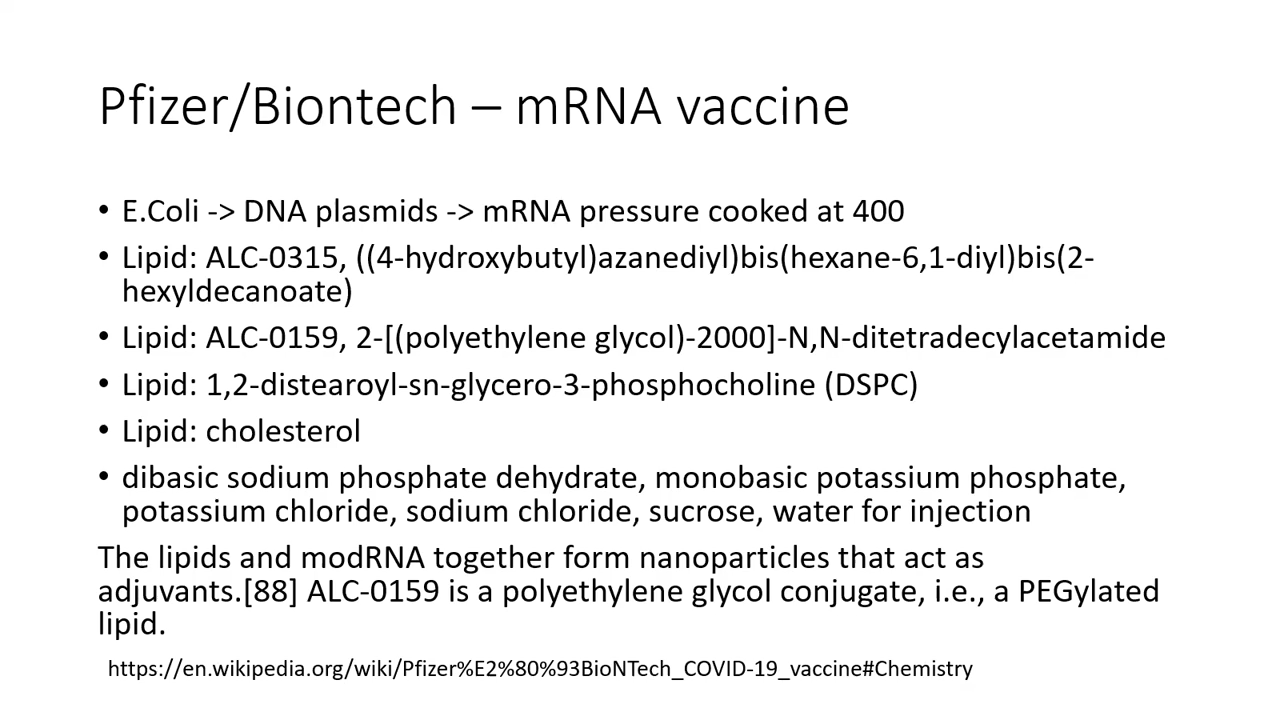 Pfizer/Biontech – mRNA vaccine
• E.Coli -> DNA plasmids -> mRNA pressure cooked at 400
• Lipid: ALC-0315, ((4-hydroxybutyl)azanediyl)bis(hexane-6,1-diyl)bis(2-
hexyldecanoate)
• Lipid: ALC-0159, 2-[(polyethylene glycol)-2000]-N,N-ditetradecylacetamide
• Lipid: 1,2-distearoyl-sn-glycero-3-phosphocholine (DSPC)
• Lipid: cholesterol
• dibasic sodium phosphate dehydrate, monobasic potassium phosphate,
potassium chloride, sodium chloride, sucrose, water for injection
The lipids and modRNA together form nanoparticles that act as
adjuvants.[88] ALC-0159 is a polyethylene glycol conjugate, i.e., a PEGylated
lipid.
https://en.wikipedia.org/wiki/Pfizer%E2%80%93BioNTech_COVID-19_vaccine#Chemistry